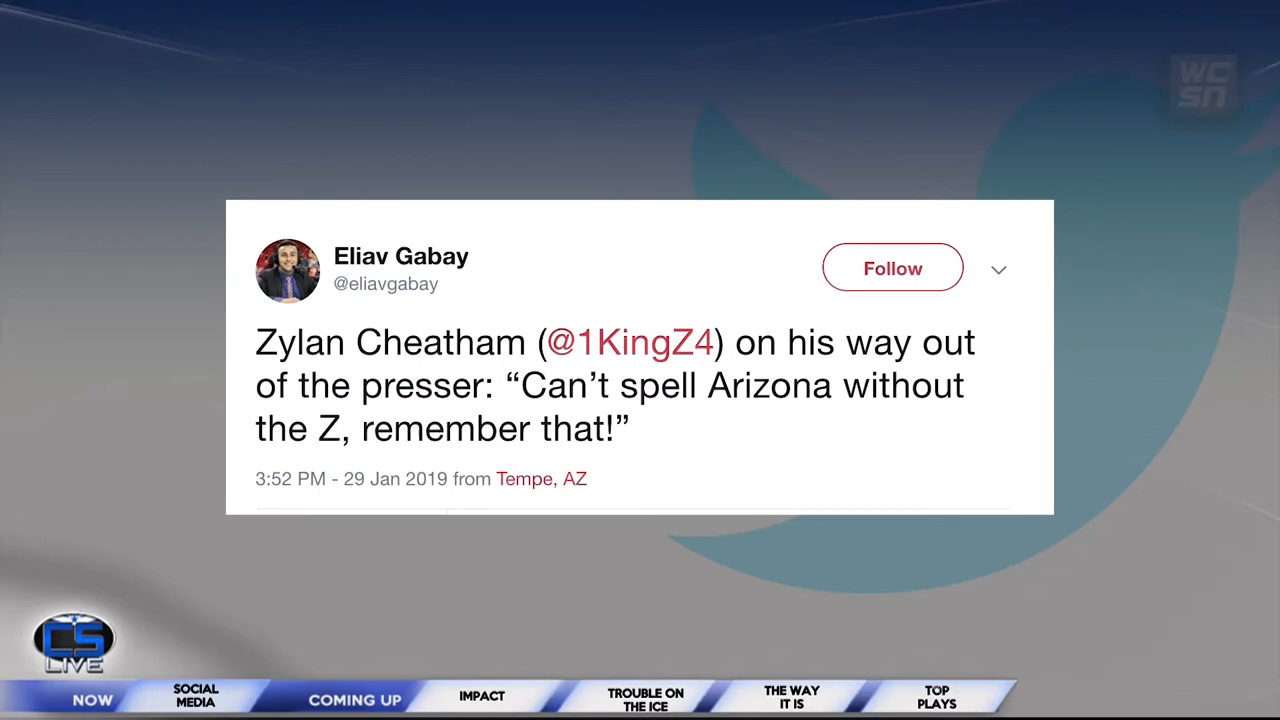 WC
SN
Eliav Gabay
@eliavgabay
Follow
Zylan Cheatham (@1KingZ4) on his way out
of the presser: “Can’t spell Arizona without
the Z, remember that!”
3:52 PM - 29 Jan 2019 from Tempe, AZ
CS
LIVE
NOW
SOCIAL
MEDIA
COMING UP
IMPACT
TROUBLE ON
THE ICE
THE WAY
IT IS
TOP
PLAYS